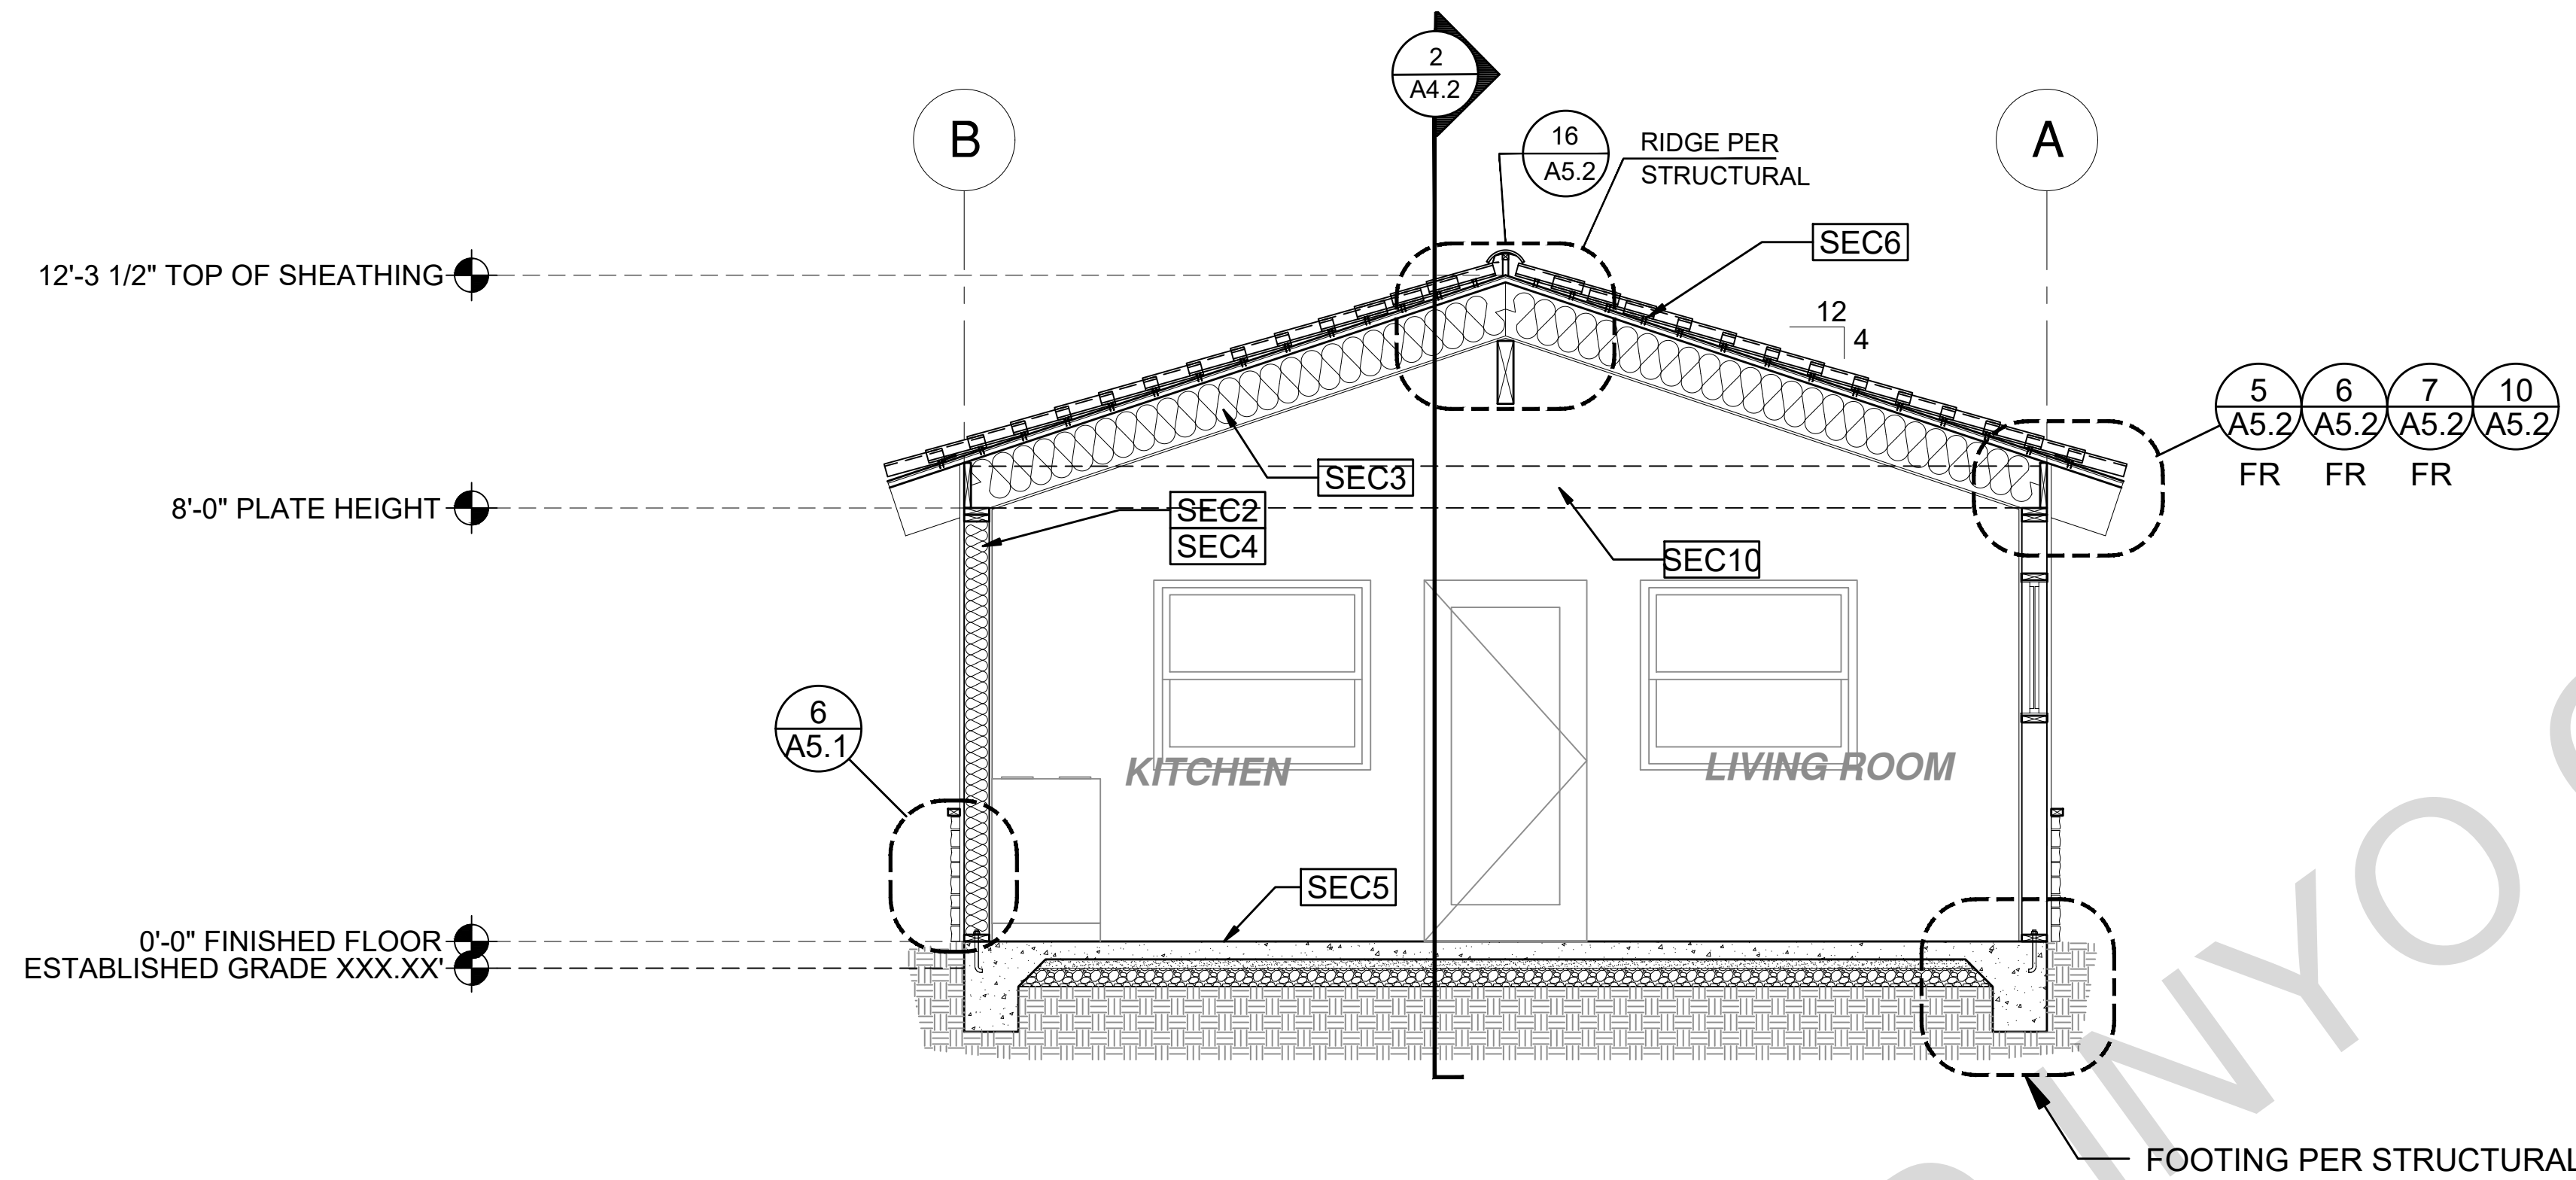 2
A4.2
B
16
A5.2
RIDGE PER
STRUCTURAL
A
SEC6
12'-3 1/2" TOP OF SHEATHING
12
4
5
A5.2
6
A5.2
7
A5.2
10
A5.2
FR
FR
FR
SEC3
8'-0" PLATE HEIGHT
SEC2
SEC4
SEC10
6
A5.1
KITCHEN
LIVING ROOM
SEC5
0'-0" FINISHED FLOOR
ESTABLISHED GRADE XXX.XX'
FOOTING PER STRUCTURAL
INYO